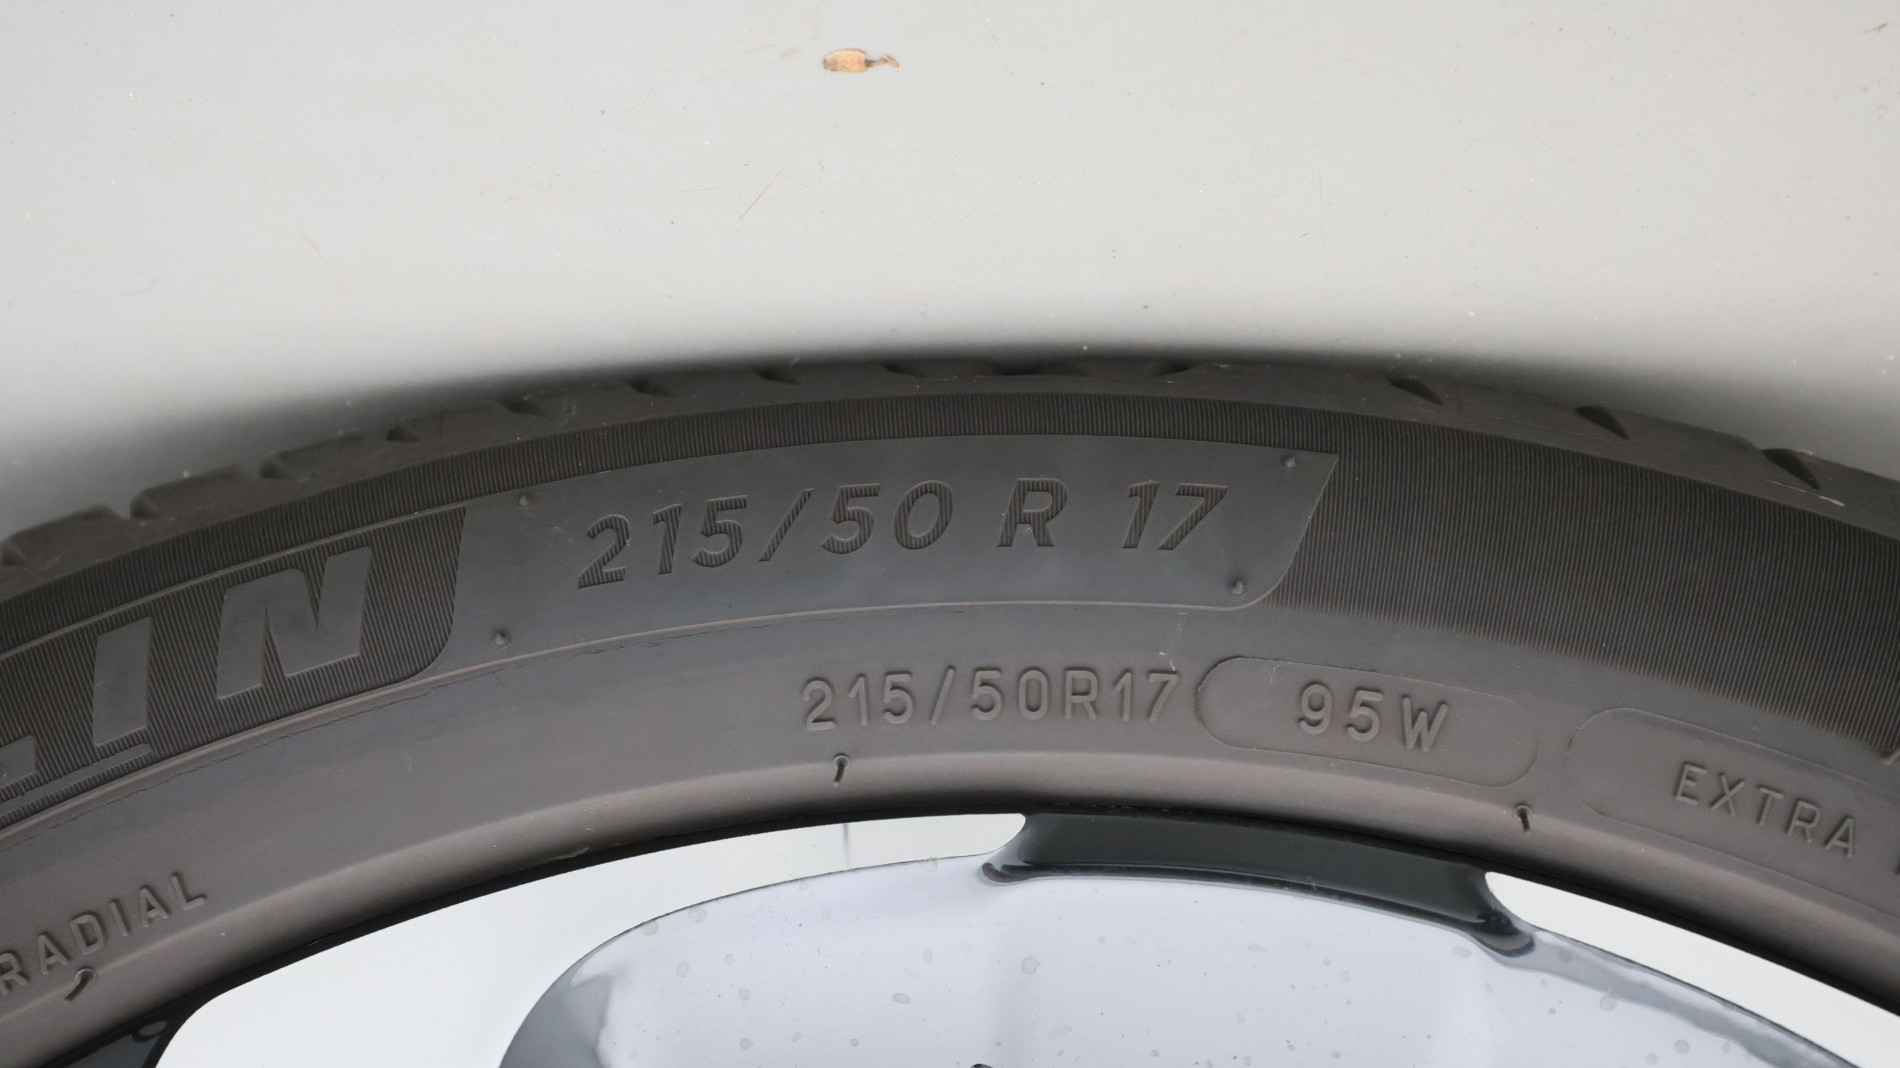 LIN
215/50 R 17
215/50R17 95W EXTRA
RADIAL